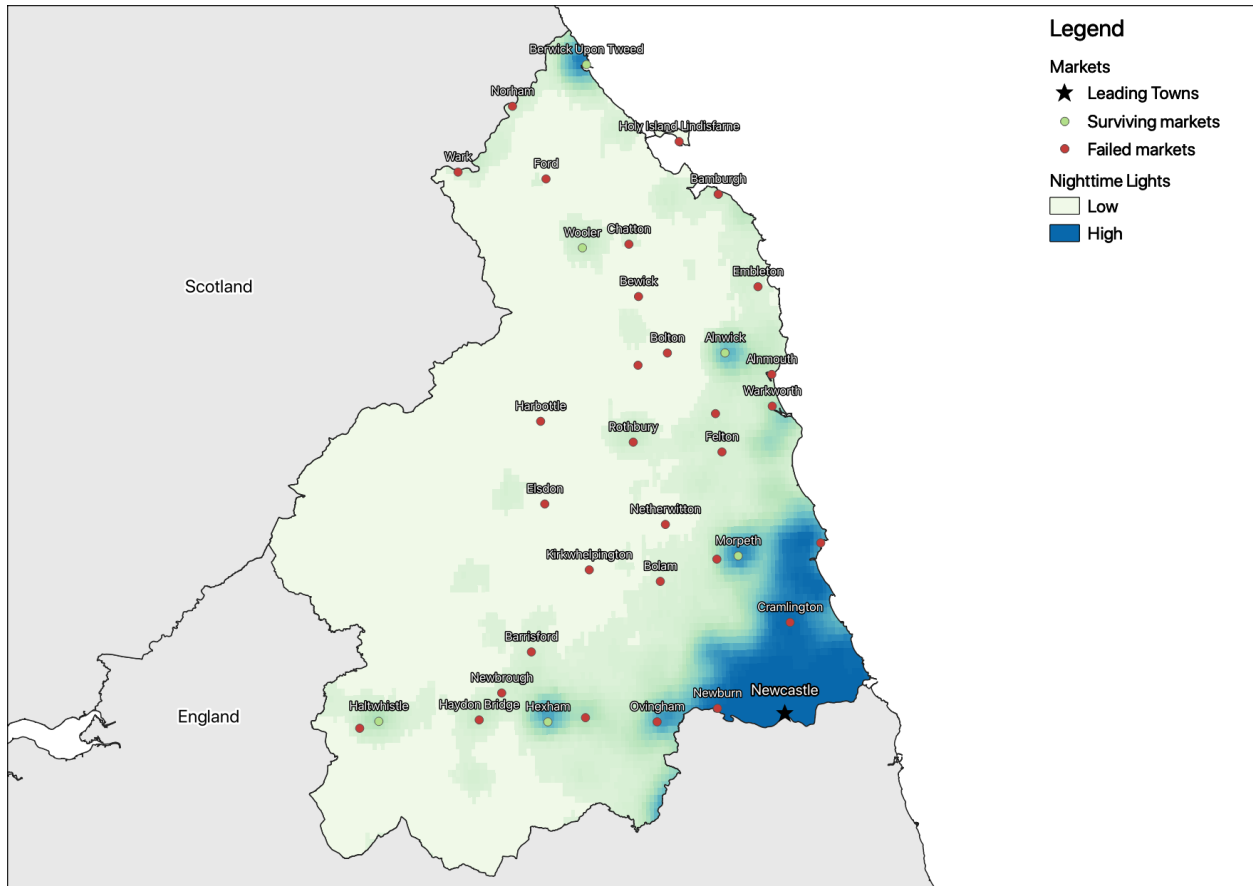 Legend
Markets
Leading Towns
Surviving markets
Failed markets
Nighttime Lights
Low
High
Berwick Upon Tweed
Norham
Holy Island Lindisfarne
Wark
Ford
Bamburgh
Wooler
Chatton
Scotland
Bewick
Embleton
Bolton
Alnwick
Alnmouth
Warkworth
Harbottle
Rothbury
Felton
Elsdon
Netherwitton
Morpeth
Kirkwhelpington
Bolam
Cramlington
Barrisford
Newbrough
Newburn
Newcastle
Haltwhistle
Haydon Bridge
Hexham
Ovingham
England